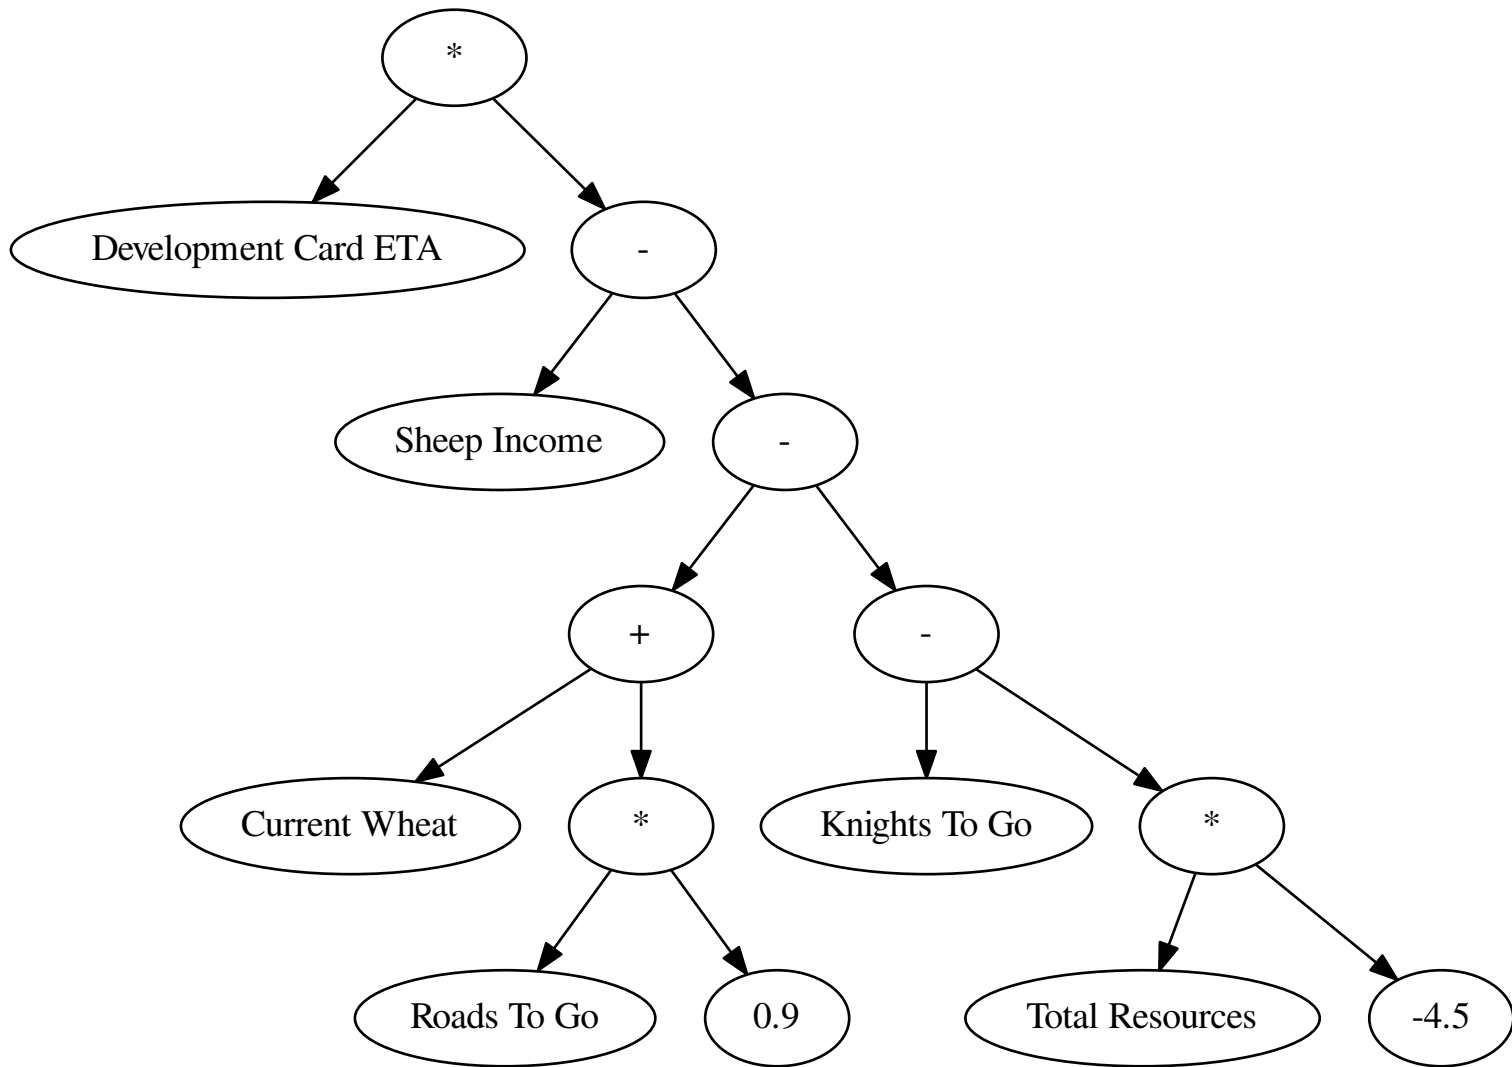 *
Development Card ETA
-
Sheep Income
-
+
-
Current Wheat
*
Knights To Go
*
Roads To Go
0.9
Total Resources
-4.5